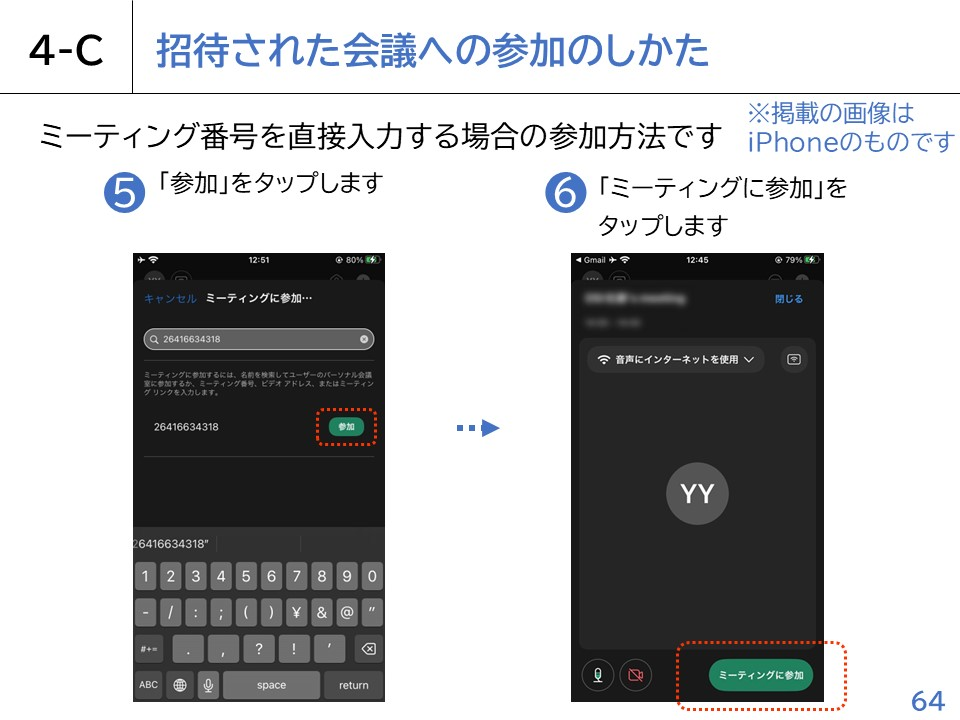 4-C
招待された会議への参加のしかた
ミーティング番号を直接入力する場合の参加方法です
※掲載の画像は
iPhoneのものです
5 「参加」をタップします
12:51
80%
キャンセル ミーティングに参加…
26416634318
ミーティングに参加するには、名前を検索してユーザーのパーソナル会議
室に参加するか、ミーティング番号、ビデオ アドレス、またはミーティン
グ リンクを入力します。
26416634318 参加
26416634318"
1 2 3 4 5 6 7 8 9 0
- / : ; ( ) ¥ & @ "
#+= . , ? ! '
ABC space return
6 「ミーティングに参加」を
タップします
Gmail 12:45 79%
閉じる
音声にインターネットを使用
YY
ミーティングに参加
64